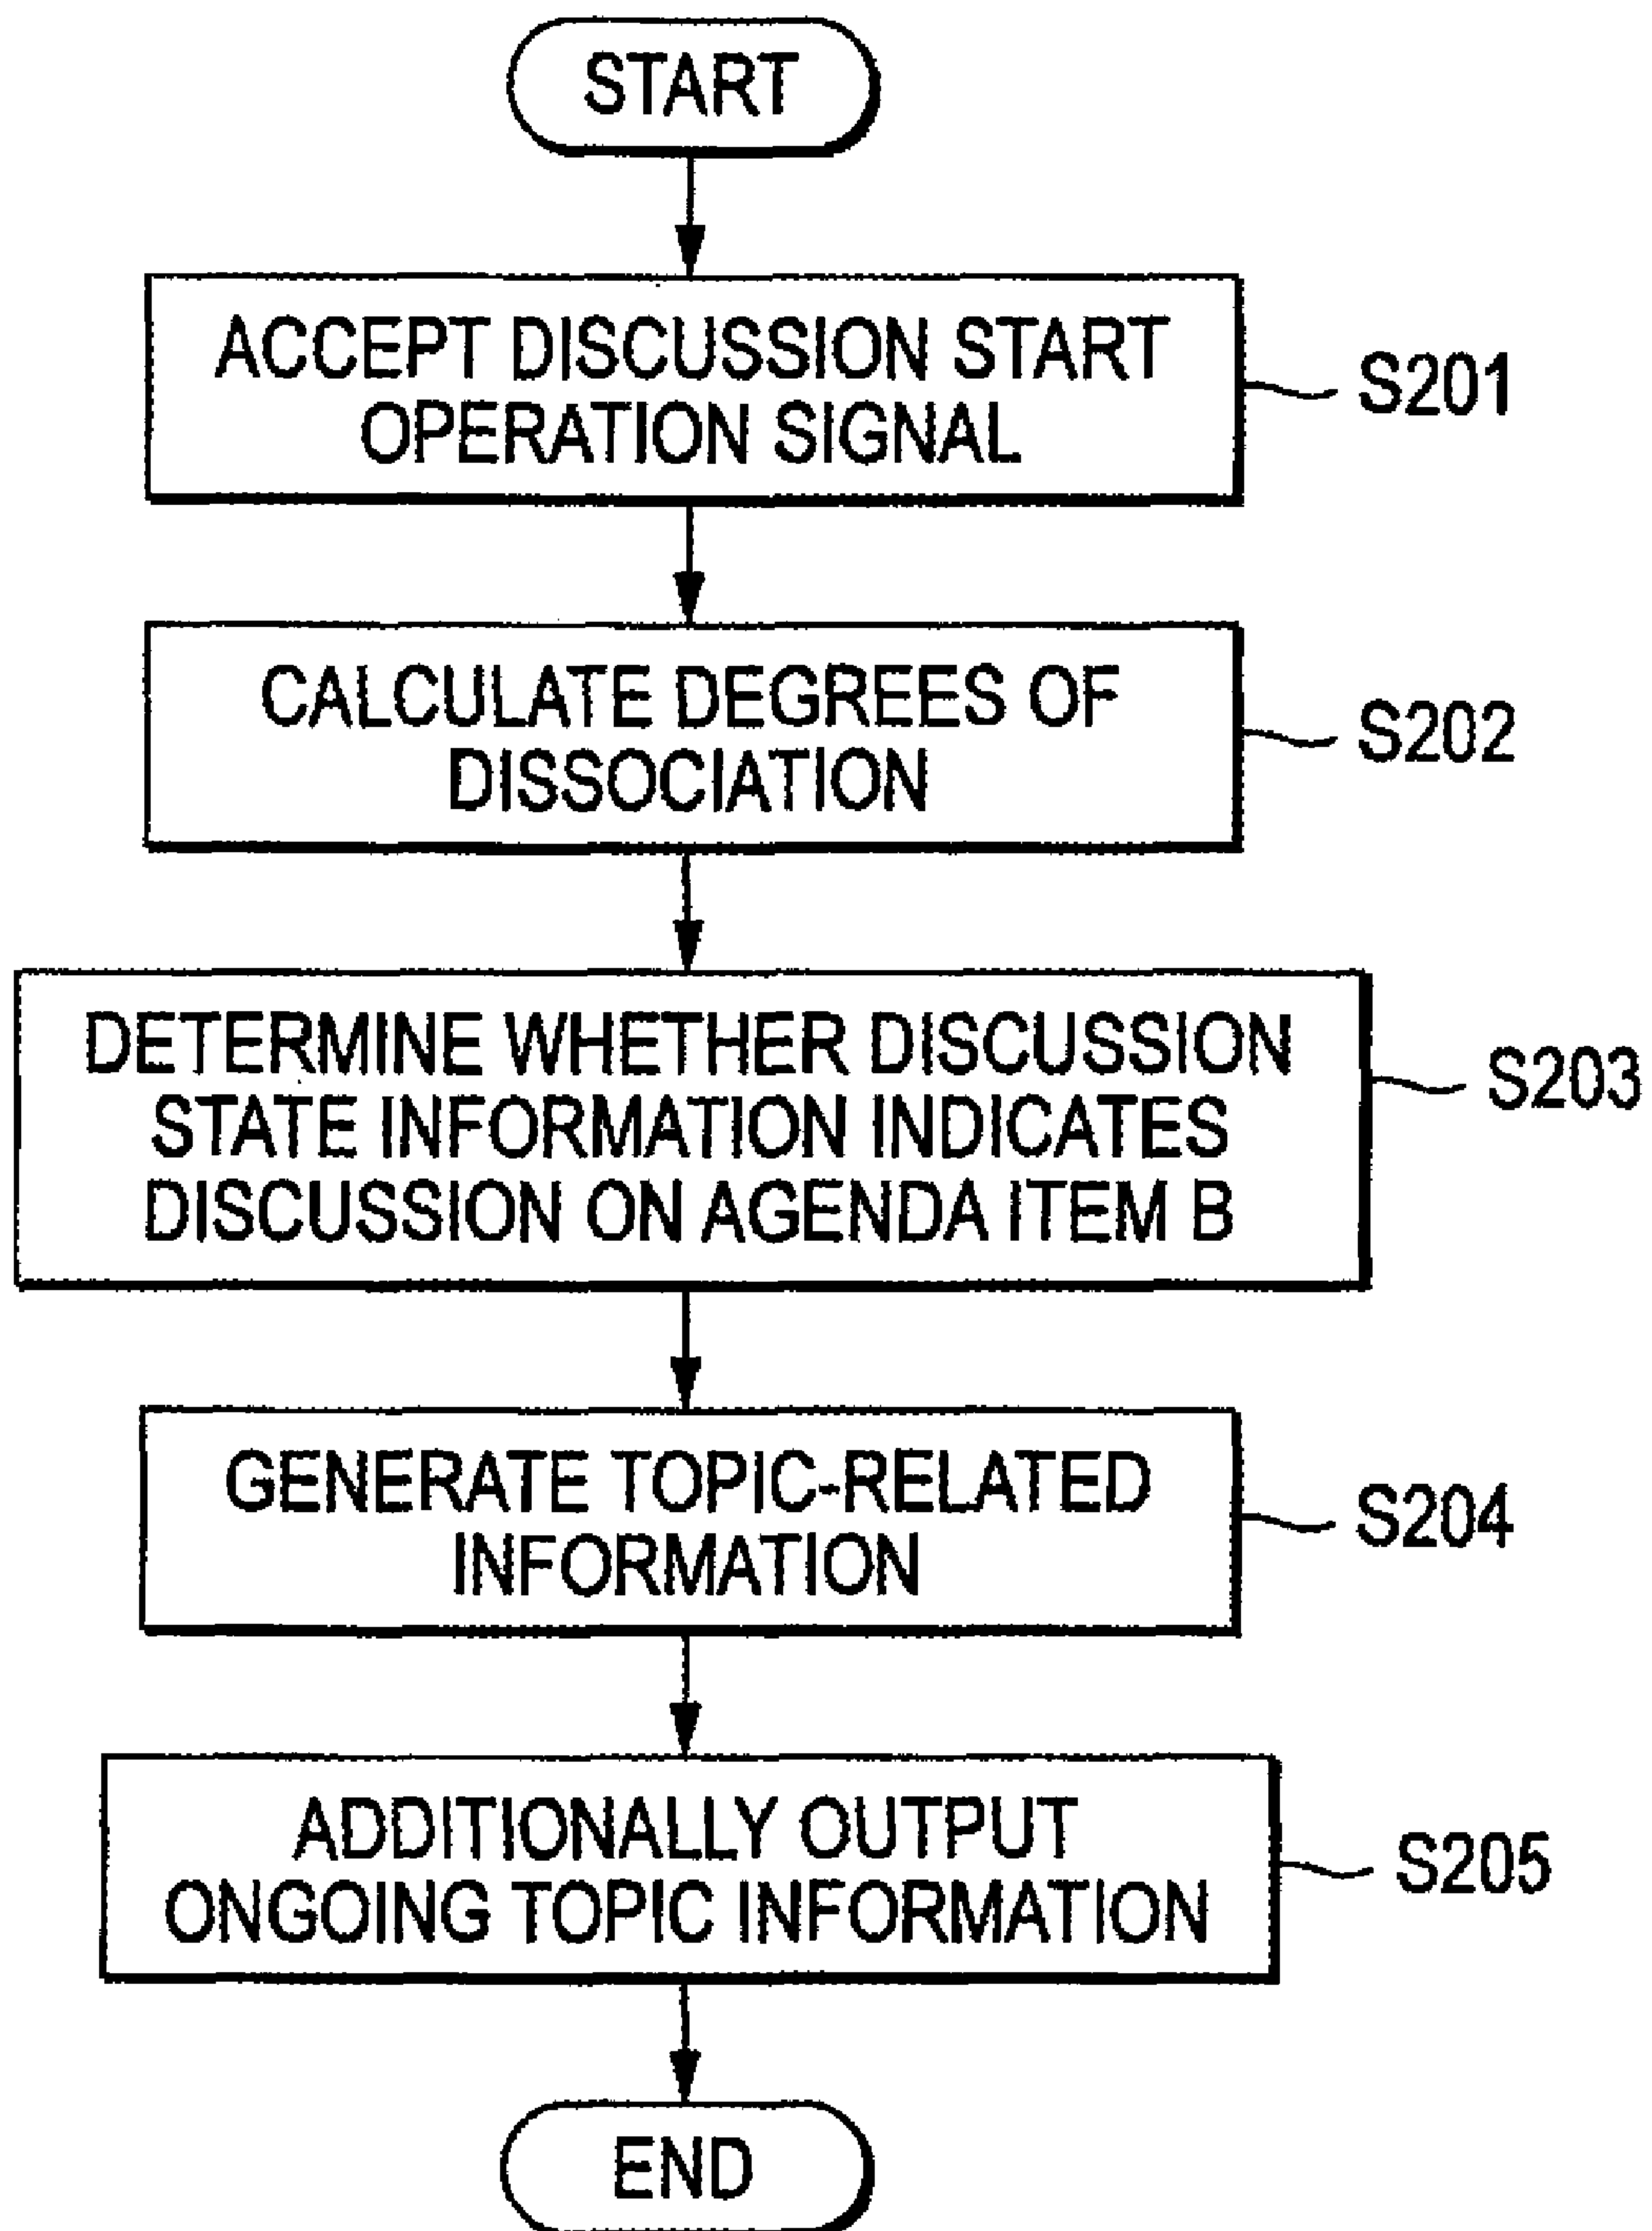 START
ACCEPT DISCUSSION START
OPERATION SIGNAL
S201
CALCULATE DEGREES OF
DISSOCIATION
S202
DETERMINE WHETHER DISCUSSION
STATE INFORMATION INDICATES
DISCUSSION ON AGENDA ITEM B
S203
GENERATE TOPIC-RELATED
INFORMATION
S204
ADDITIONALLY OUTPUT
ONGOING TOPIC INFORMATION
S205
END